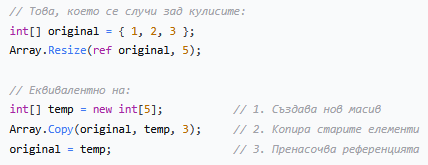 // Това, което се случи зад кулисите:
int[] original = { 1, 2, 3 };
Array.Resize(ref original, 5);
// Еквивалентно на:
int[] temp = new int[5];          // 1. Създава нов масив
Array.Copy(original, temp, 3);    // 2. Копира старите елементи
original = temp;                  // 3. Пренасочва референцията